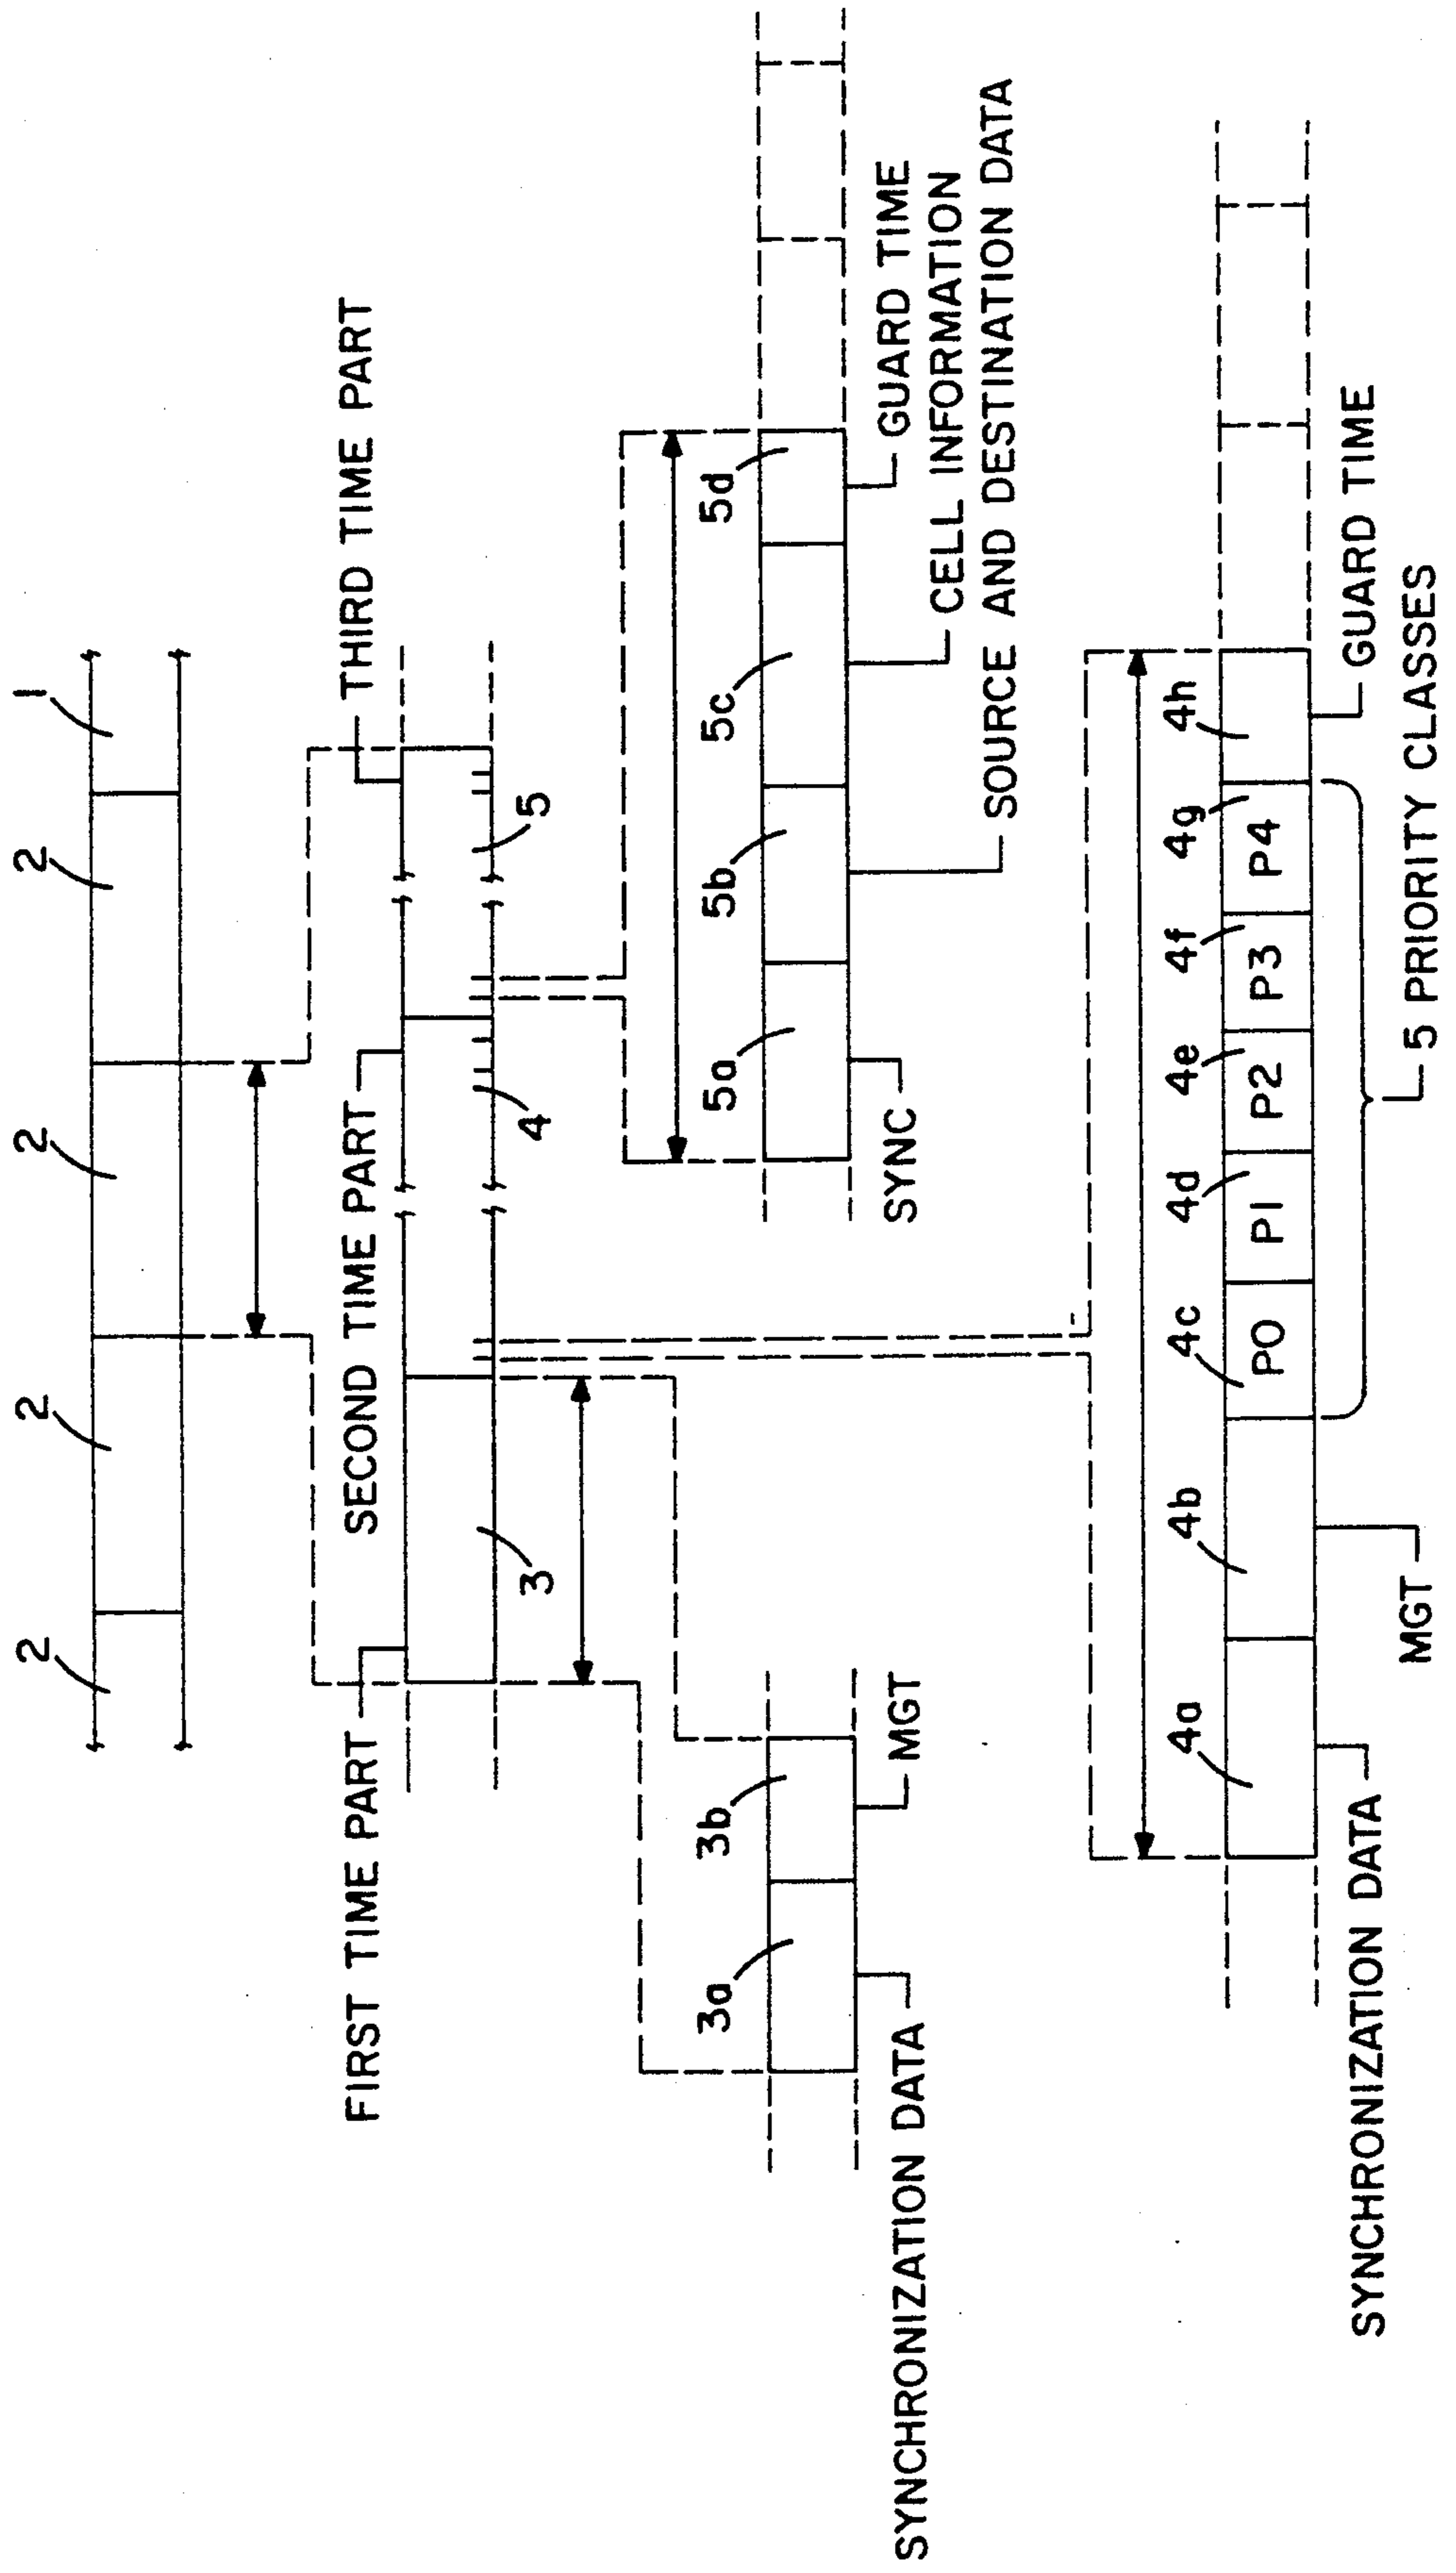 2 2 2 2 1
FIRST TIME PART
SECOND TIME PART
THIRD TIME PART
3 4 5
3a 3b
SYNCHRONIZATION DATA
MGT
5a 5b 5c 5d
SYNC
GUARD TIME
CELL INFORMATION
SOURCE AND DESTINATION DATA
4a 4b 4c 4d 4e 4f 4g 4h
P0 P1 P2 P3 P4
SYNCHRONIZATION DATA
MGT
GUARD TIME
5 PRIORITY CLASSES